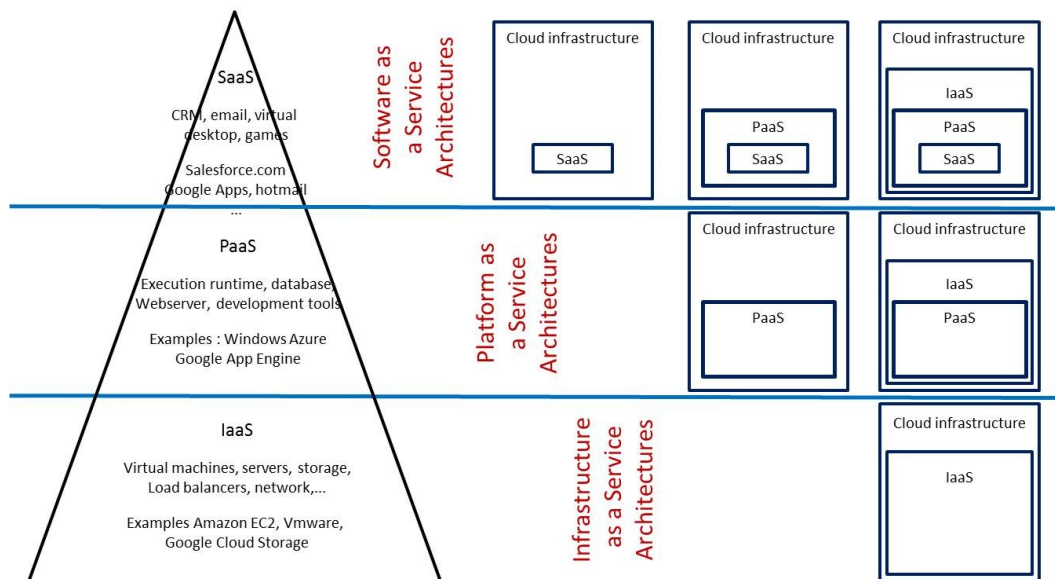 SaaS
CRM, email, virtual
desktop, games
Salesforce.com
Google Apps, hotmail
...
Software as
a Service
Architectures
Cloud infrastructure
SaaS
Cloud infrastructure
PaaS
SaaS
Cloud infrastructure
IaaS
PaaS
SaaS
PaaS
Execution runtime, database,
Webserver, development tools
Examples : Windows Azure
Google App Engine
Platform as
a Service
Architectures
Cloud infrastructure
PaaS
Cloud infrastructure
IaaS
PaaS
IaaS
Virtual machines, servers, storage,
Load balancers, network,...
Examples Amazon EC2, Vmware,
Google Cloud Storage
Infrastructure
as a Service
Architectures
Cloud infrastructure
IaaS